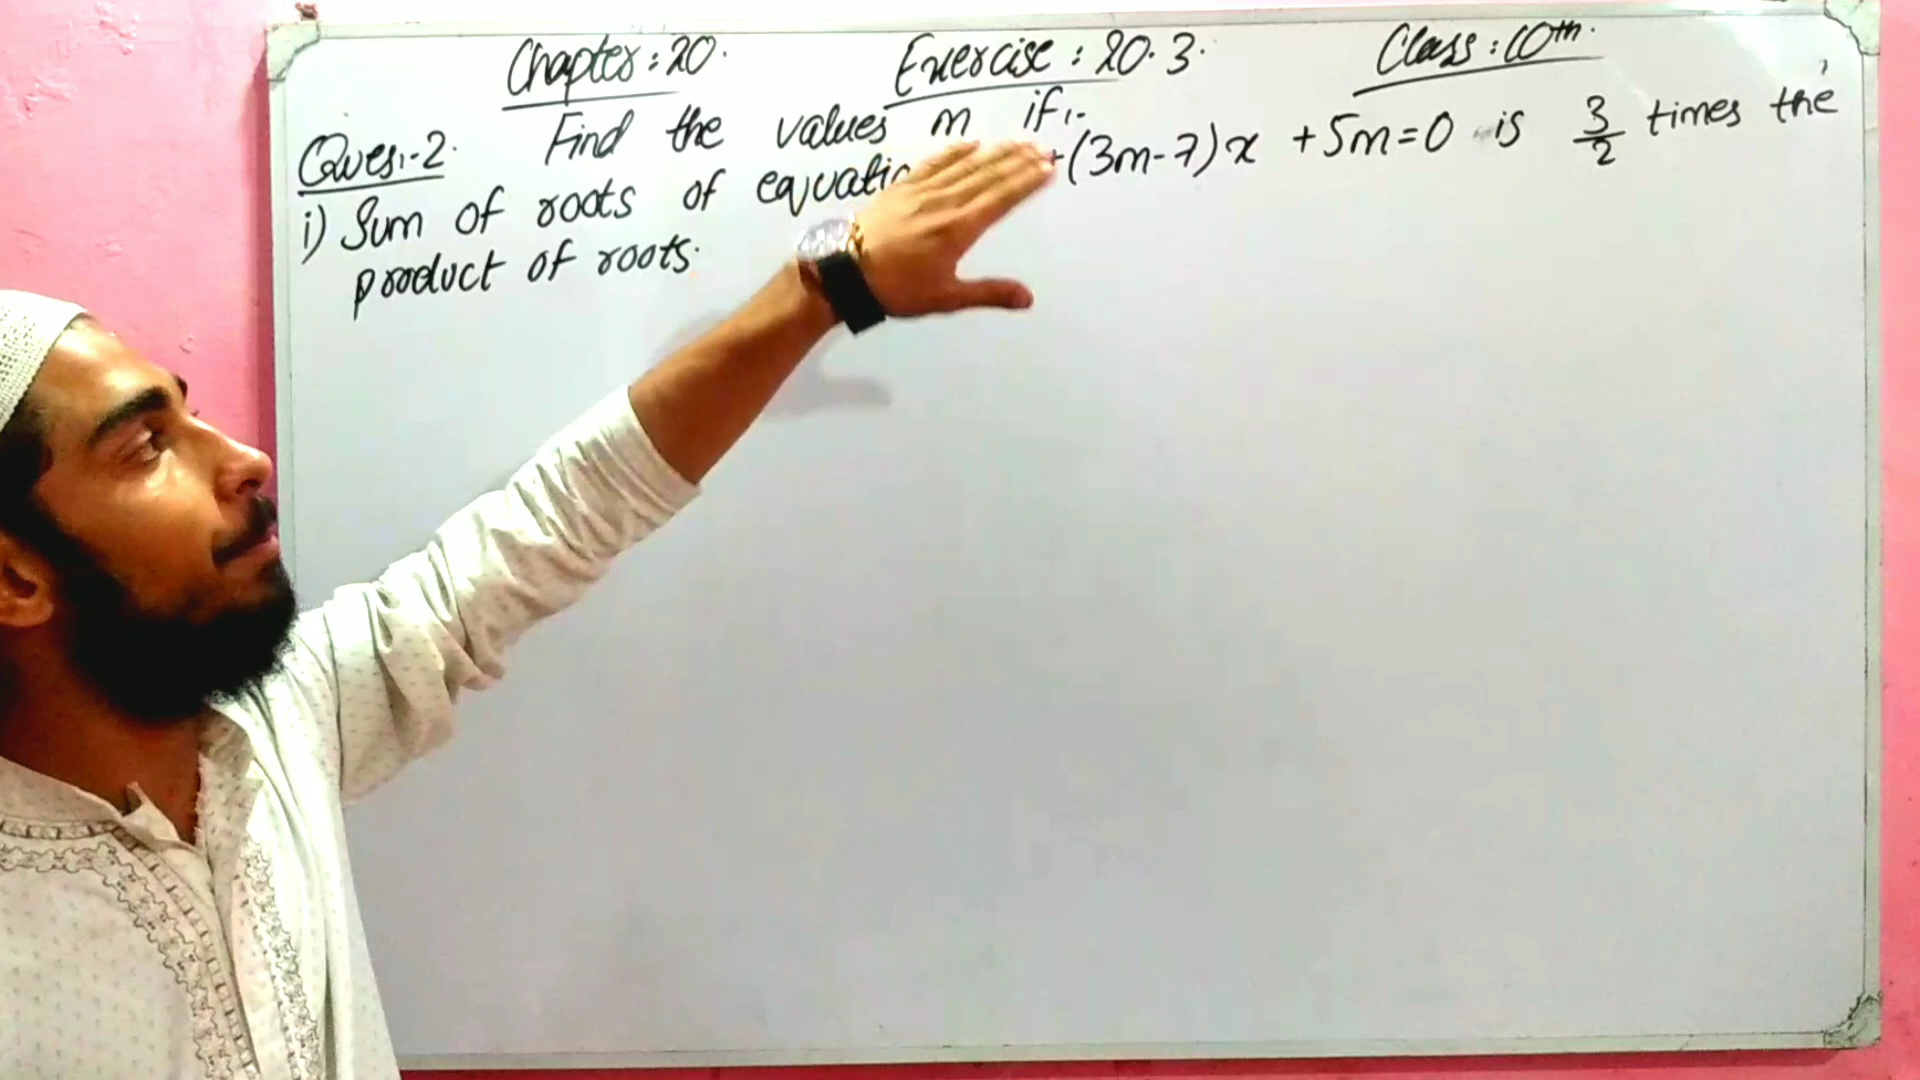 Chapter: 20. Exercise: 20.3. Class: 10th.
Ques:-2. Find the values m if:-
i) Sum of roots of equatio +(3m-7)x +5m=0 is 3/2 times the
product of roots.